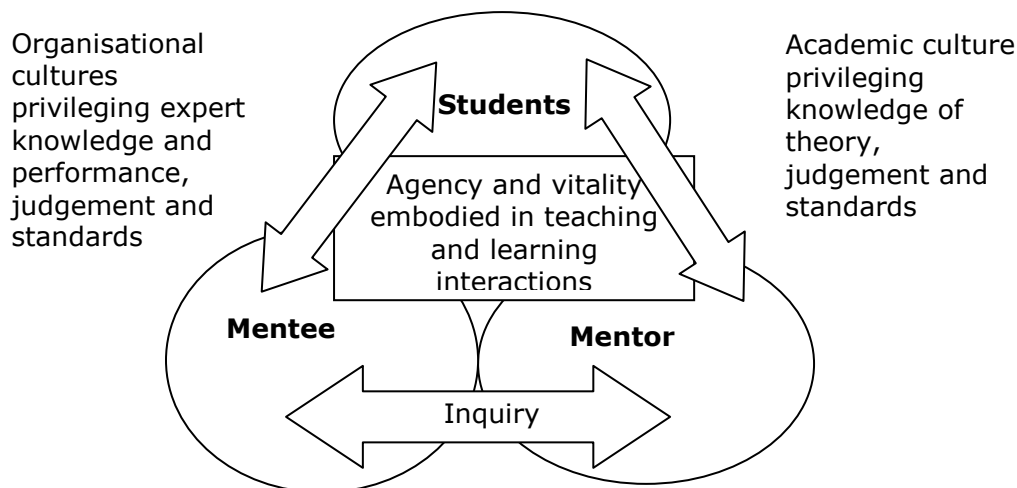 Organisational
cultures
privileging expert
knowledge and
performance,
judgement and
standards
Academic culture
privileging
knowledge of
theory,
judgement and
standards
Students
Agency and vitality
embodied in teaching
and learning
interactions
Mentee
Mentor
Inquiry